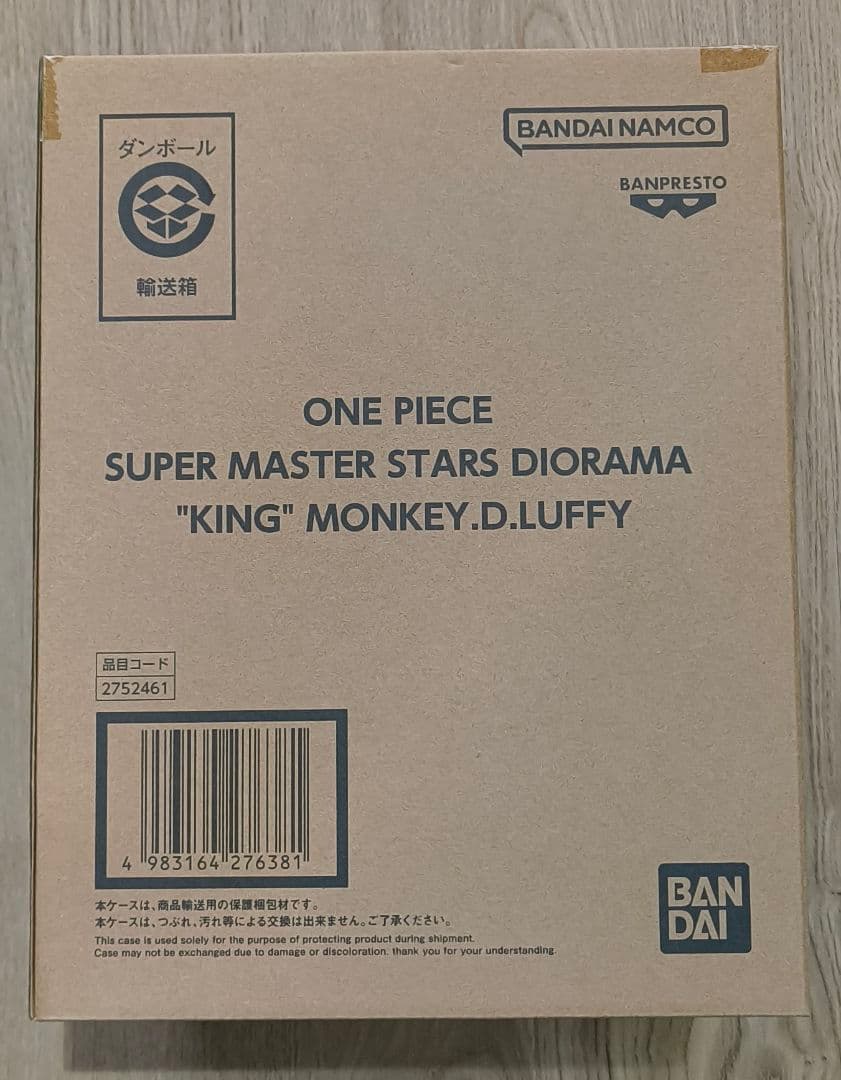 ダンボール
輸送箱
BANDAI NAMCO
BANPRESTO
ONE PIECE
SUPER MASTER STARS DIORAMA
"KING" MONKEY.D.LUFFY
品目コード
2752461
4 983164 276381
本ケースは、商品輸送用の保護梱包材です。
本ケースは、つぶれ、汚れ等による交換は出来ません。ご了承ください。
This case is used solely for the purpose of protecting product during shipment.
Case may not be exchanged due to damage or discoloration. thank you for your understanding.
BAN
DAI